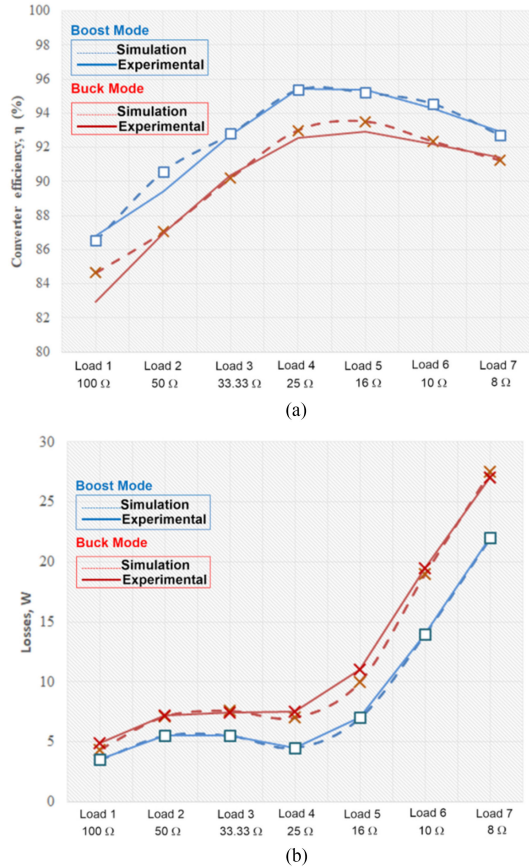 100
98
96
94
92
90
88
86
84
82
80
Converter efficiency, η (%)
Boost Mode
Simulation
Experimental
Buck Mode
Simulation
Experimental
Load 1 Load 2 Load 3 Load 4 Load 5 Load 6 Load 7
100 Ω 50 Ω 33.33 Ω 25 Ω 16 Ω 10 Ω 8 Ω
(a)
30
25
20
15
10
5
0
Losses, W
Boost Mode
Simulation
Experimental
Buck Mode
Simulation
Experimental
Load 1 Load 2 Load 3 Load 4 Load 5 Load 6 Load 7
100 Ω 50 Ω 33.33 Ω 25 Ω 16 Ω 10 Ω 8 Ω
(b)